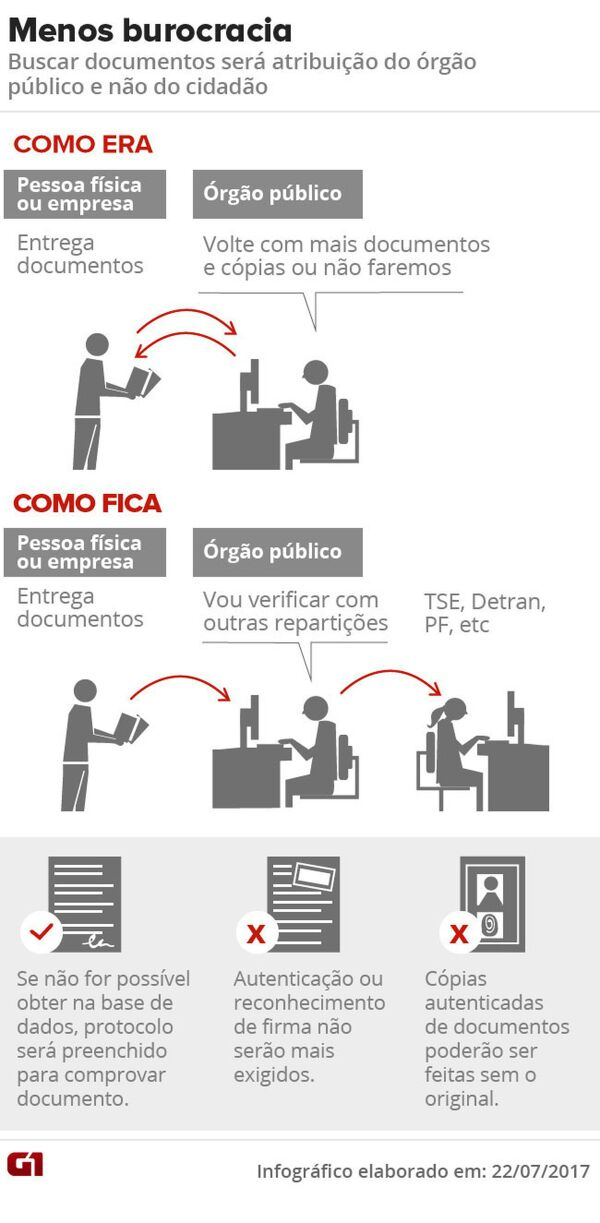 Menos burocracia
Buscar documentos será atribuição do órgão
público e não do cidadão
COMO ERA
Pessoa física
ou empresa
Órgão público
Entrega
documentos
Volte com mais documentos
e cópias ou não faremos
COMO FICA
Pessoa física
ou empresa
Órgão público
Entrega
documentos
Vou verificar com
outras repartições
TSE, Detran,
PF, etc
Se não for possível
obter na base de
dados, protocolo
será preenchido
para comprovar
documento.
X
Autenticação ou
reconhecimento
de firma não
serão mais
exigidos.
X
Cópias
autenticadas
de documentos
poderão ser
feitas sem o
original.
G1
Infográfico elaborado em: 22/07/2017